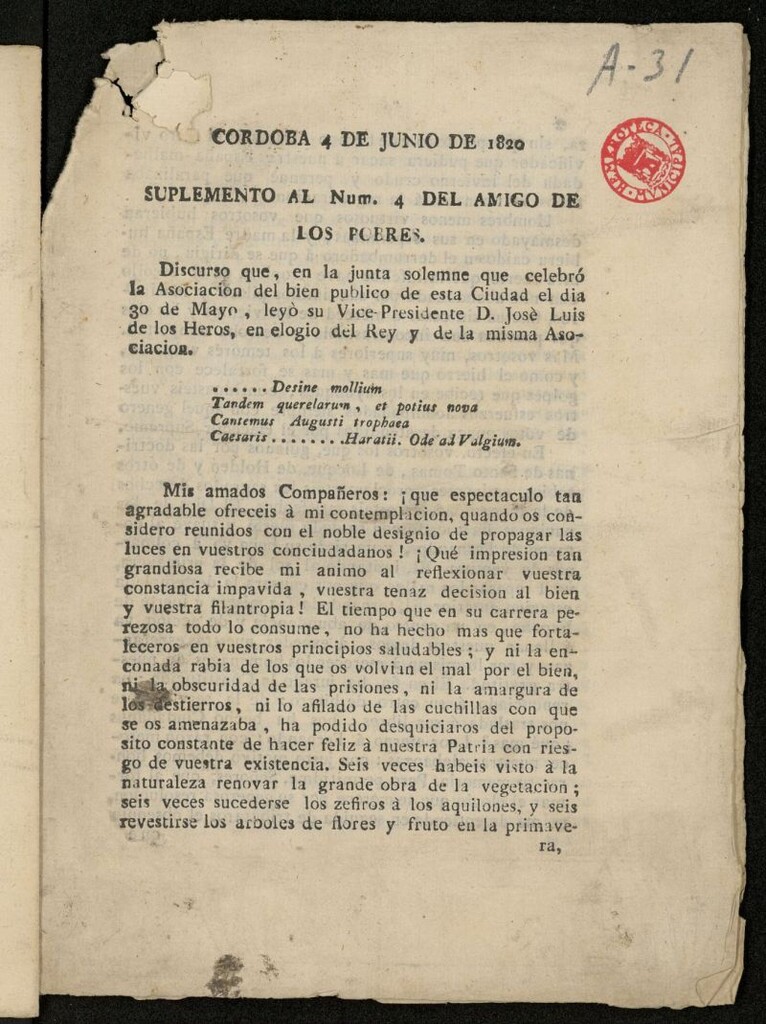 A-31
HEMEROTECA MUNICIPAL
CORDOBA 4 DE JUNIO DE 1820
SUPLEMENTO AL Num. 4 DEL AMIGO DE
LOS POBRES.
Discurso que, en la junta solemne que celebró
la Asociacion del bien publico de esta Ciudad el dia
30 de Mayo, leyò su Vice-Presidente D. Josè Luis
de los Heros, en elogio del Rey y de la misma Aso-
ciacion.
...... Desine mollium
Tandem querelarum, et potius nova
Cantemus Augusti trophaea
Caesaris ........ Haratii. Ode ad Valgium.
Mis amados Compañeros: ¡que espectaculo tan
agradable ofreceis à mi contemplacion, quando os con-
sidero reunidos con el noble designio de propagar las
luces en vuestros conciudadanos! ¡Qué impresion tan
grandiosa recibe mi animo al reflexionar vuestra
constancia impavida, vuestra tenaz decision al bien
y vuestra filantropia! El tiempo que en su carrera pe-
rezosa todo lo consume, no ha hecho mas que forta-
leceros en vuestros principios saludables; y ni la en-
conada rabia de los que os volvian el mal por el bien,
ni la obscuridad de las prisiones, ni la amargura de
los destierros, ni lo afilado de las cuchillas con que
se os amenazaba, ha podido desquiciaros del propo-
sito constante de hacer feliz à nuestra Patria con ries-
go de vuestra existencia. Seis veces habeis visto à la
naturaleza renovar la grande obra de la vegetacion;
seis veces sucederse los zefiros à los aquilones, y seis
revestirse los arboles de flores y fruto en la primave-
ra,